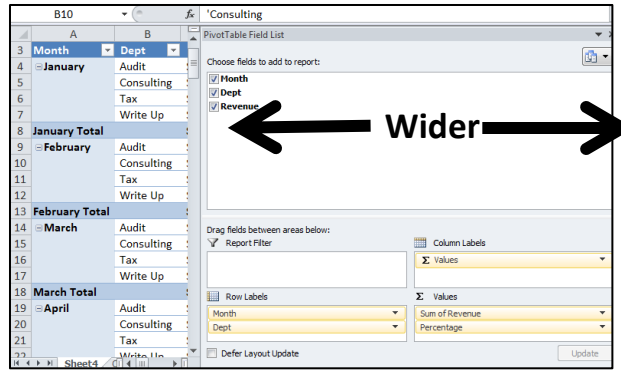 B10 fx 'Consulting
A B PivotTable Field List
3 Month Dept
Choose fields to add to report:
4 January Audit
5 Consulting
6 Tax
7 Write Up
8 January Total
9 February Audit
10 Consulting
11 Tax
12 Write Up
13 February Total
14 March Audit
15 Consulting
16 Tax
17 Write Up
18 March Total
19 April Audit
20 Consulting
21 Tax
22 Write Up
Sheet4
Month
Dept
Revenue
Wider
Drag fields between areas below:
Report Filter Column Labels
Σ Values
Row Labels Σ Values
Month Sum of Revenue
Dept Percentage
Defer Layout Update Update